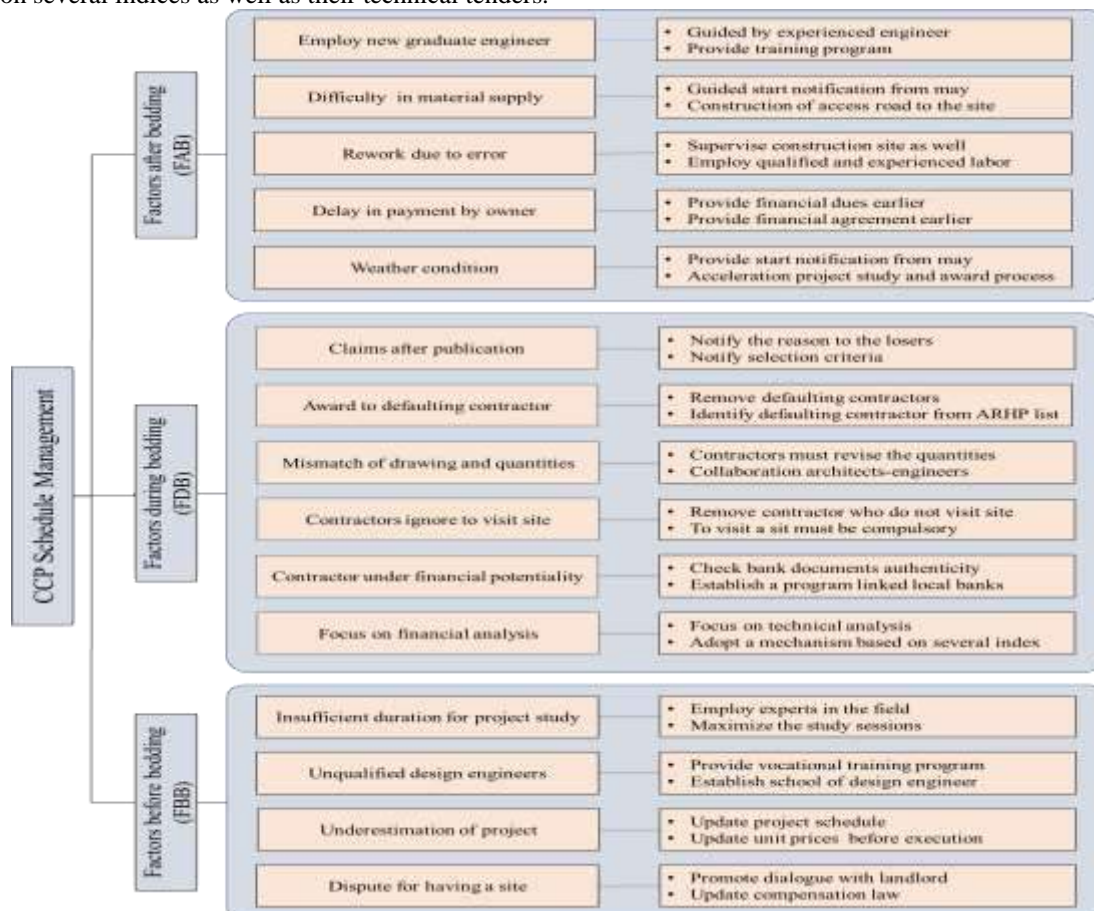 on several indices as well as their technical tenders.
CCP Schedule Management
Factors after bedding
(FAB)
Employ new graduate engineer
• Guided by experienced engineer
• Provide training program
Difficulty in material supply
• Guided start notification from may
• Construction of access road to the site
Rework due to error
• Supervise construction site as well
• Employ qualified and experienced labor
Delay in payment by owner
• Provide financial dues earlier
• Provide financial agreement earlier
Weather condition
• Provide start notification from may
• Acceleration project study and award process
Factors during bedding
(FDB)
Claims after publication
• Notify the reason to the losers
• Notify selection criteria
Award to defaulting contractor
• Remove defaulting contractors
• Identify defaulting contractor from ARHP list
Mismatch of drawing and quantities
• Contractors must revise the quantities
• Collaboration architects-engineers
Contractors ignore to visit site
• Remove contractor who do not visit site
• To visit a sit must be compulsory
Contractor under financial potentiality
• Check bank documents authenticity
• Establish a program linked local banks
Focus on financial analysis
• Focus on technical analysis
• Adopt a mechanism based on several index
Factors before bedding
(FBB)
Insufficient duration for project study
• Employ experts in the field
• Maximize the study sessions
Unqualified design engineers
• Provide vocational training program
• Establish school of design engineer
Underestimation of project
• Update project schedule
• Update unit prices before execution
Dispute for having a site
• Promote dialogue with landlord
• Update compensation law